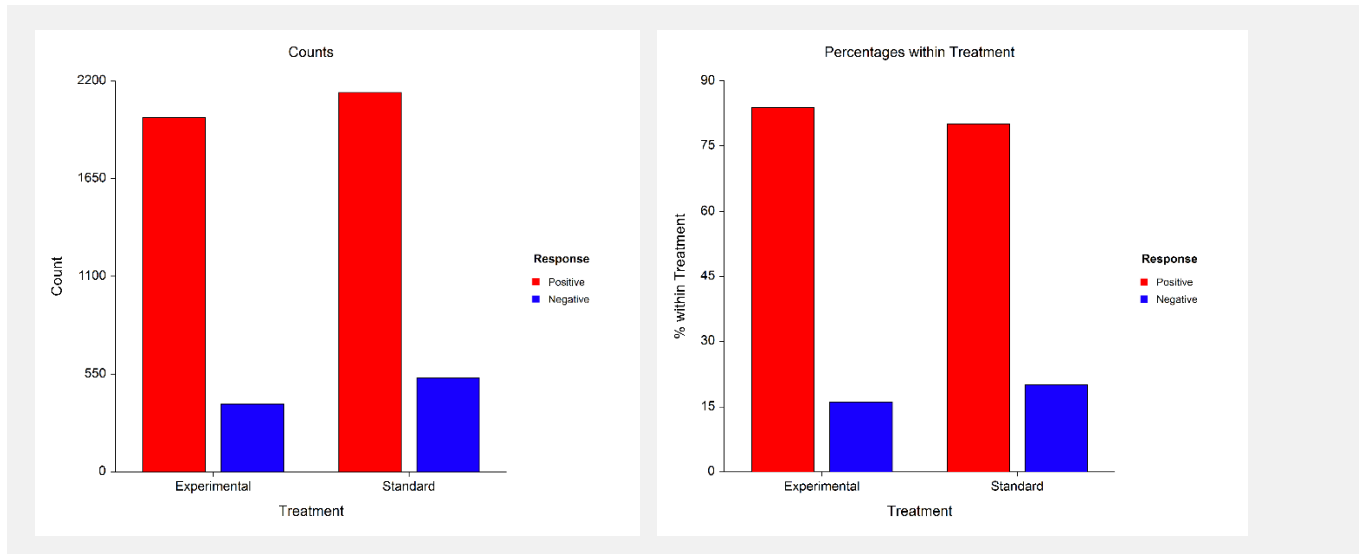 Counts
2200
1650
1100
550
0
Count
Experimental
Standard
Treatment
Response
Positive
Negative
Percentages within Treatment
90
75
60
45
30
15
0
% within Treatment
Experimental
Standard
Treatment
Response
Positive
Negative